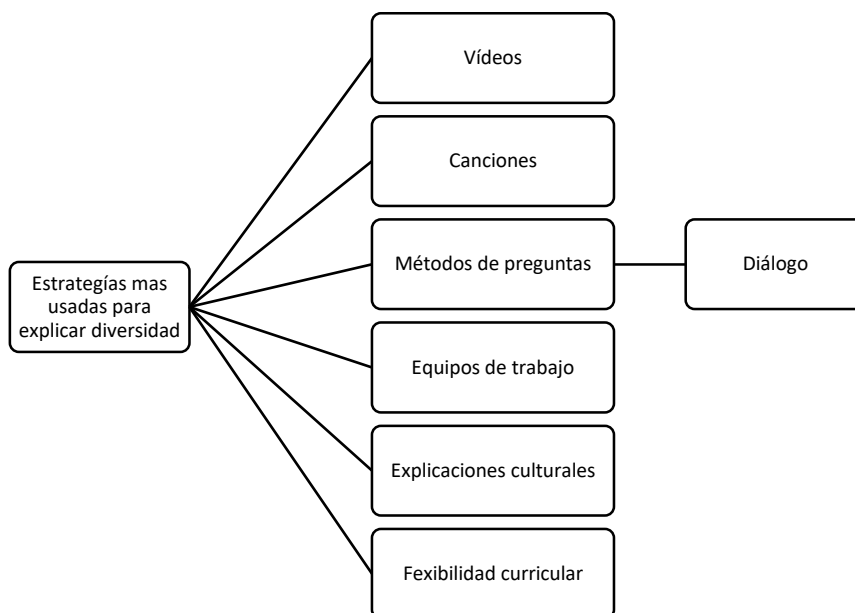 Vídeos
Canciones
Métodos de preguntas
Diálogo
Estrategías mas
usadas para
explicar diversidad
Equipos de trabajo
Explicaciones culturales
Fexibilidad curricular